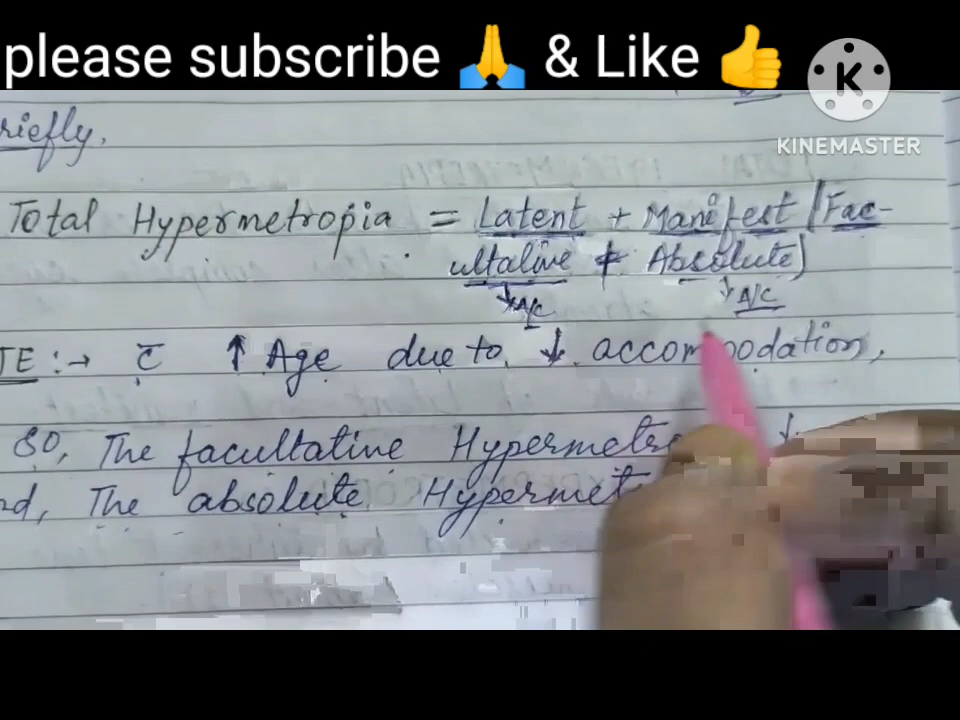 please subscribe 🙏 & Like 👍
K
KINEMASTER
riefly.
Total Hypermetropia = Latent + Manifest (Fac-
ultative + Absolute)
↓ A/C ↓ A/C
TE :→ c̅ ↑ Age due to ↓ accommodation,
SO, The facultative Hypermetro ↓
nd, The absolute Hypermet